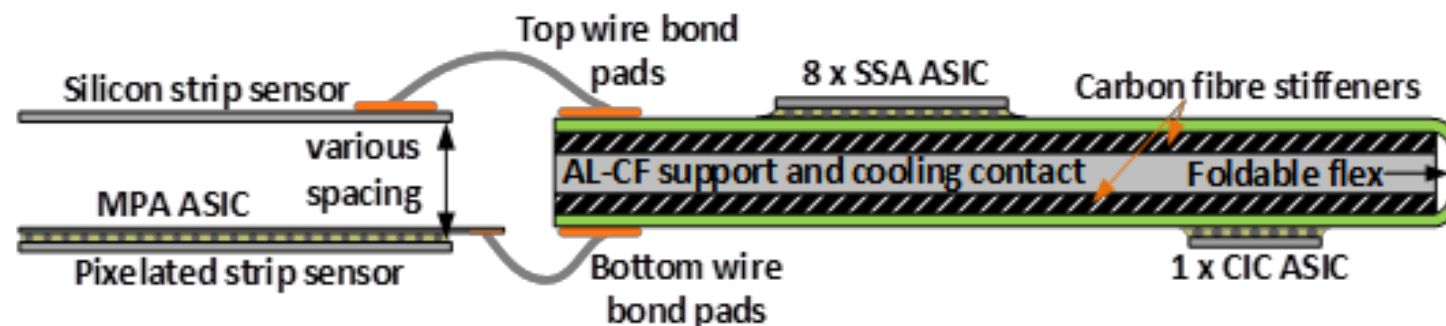 Top wire bond
pads
8 x SSA ASIC
Silicon strip sensor
Carbon fibre stiffeners
various
spacing
AL-CF support and cooling contact
Foldable flex
MPA ASIC
Pixelated strip sensor
Bottom wire
bond pads
1 x CIC ASIC